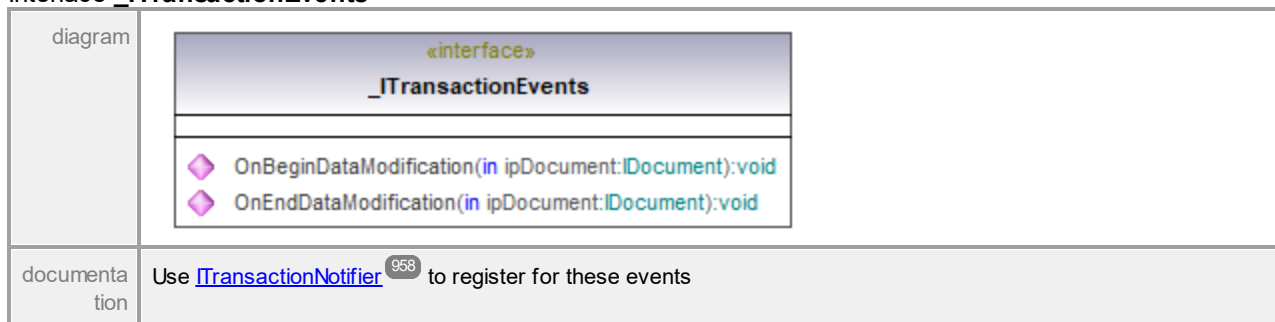 diagram
«interface»
_ITransactionEvents
OnBeginDataModification(in ipDocument:IDocument):void
OnEndDataModification(in ipDocument:IDocument):void
documenta
tion
Use ITransactionNotifier 958 to register for these events